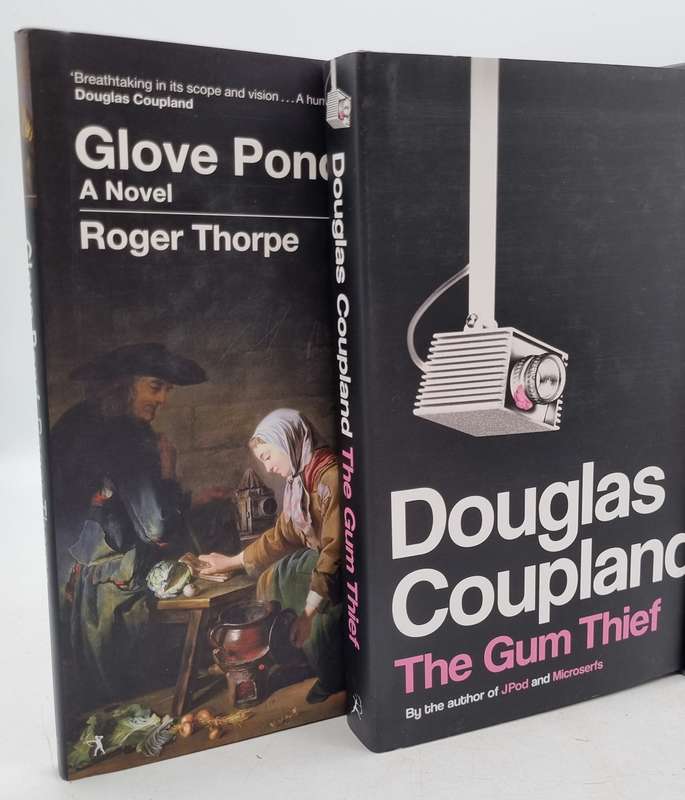 'Breathtaking in its scope and vision . . . A hun
Douglas Coupland
Glove Pond
A Novel
Roger Thorpe
Douglas Coupland The Gum Thief
Douglas
Coupland
The Gum Thief
By the author of JPod and Microserfs